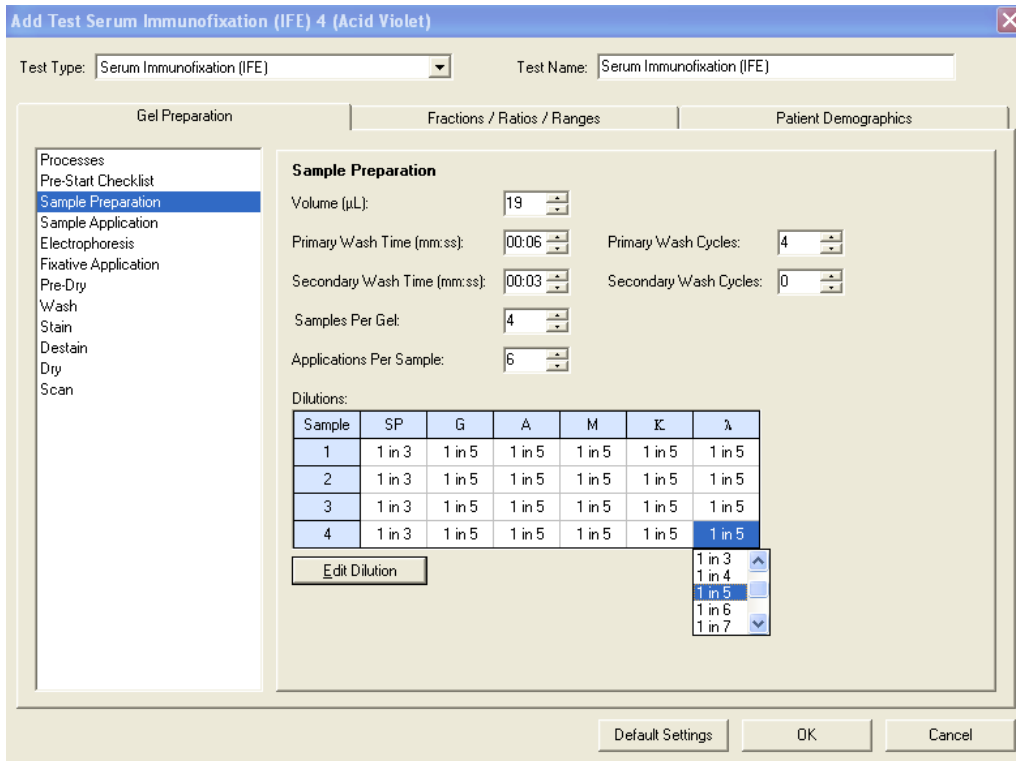 Add Test Serum Immunofixation (IFE) 4 (Acid Violet)
Test Type: Serum Immunofixation (IFE) Test Name: Serum Immunofixation (IFE)
Gel Preparation Fractions / Ratios / Ranges Patient Demographics
Processes
Pre-Start Checklist
Sample Preparation
Sample Application
Electrophoresis
Fixative Application
Pre-Dry
Wash
Stain
Destain
Dry
Scan
Sample Preparation
Volume (µL): 19
Primary Wash Time (mm:ss): 00:06 Primary Wash Cycles: 4
Secondary Wash Time (mm:ss): 00:03 Secondary Wash Cycles: 0
Samples Per Gel: 4
Applications Per Sample: 6
Dilutions:
Sample SP G A M K λ
1 1 in 3 1 in 5 1 in 5 1 in 5 1 in 5 1 in 5
2 1 in 3 1 in 5 1 in 5 1 in 5 1 in 5 1 in 5
3 1 in 3 1 in 5 1 in 5 1 in 5 1 in 5 1 in 5
4 1 in 3 1 in 5 1 in 5 1 in 5 1 in 5 1 in 5
Edit Dilution
1 in 3
1 in 4
1 in 5
1 in 6
1 in 7
Default Settings OK Cancel